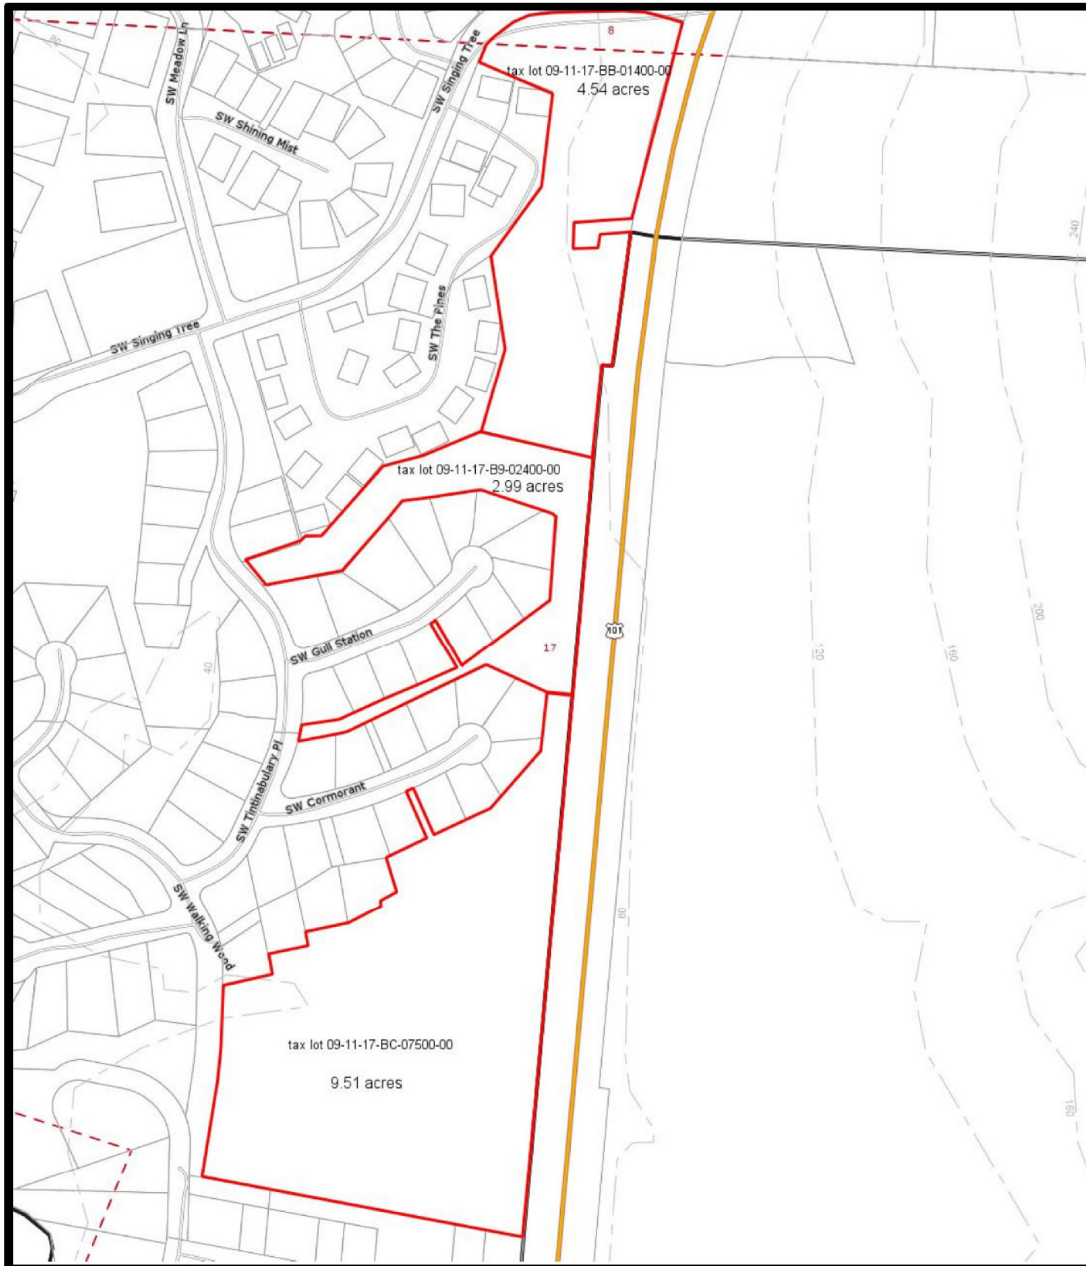 8
tax lot 09-11-17-BB-01400-00
4.54 acres
SW Meadow Ln
SW Singing Tree
SW Shining Mist
240
SW The Pines
SW Singing Tree
tax lot 09-11-17-B9-02400-00
2.99 acres
200
101
17
SW Gull Station
120
160
40
SW Tintinabulary Pl
SW Cormorant
SW Walking Wood
80
tax lot 09-11-17-BC-07500-00
9.51 acres
160